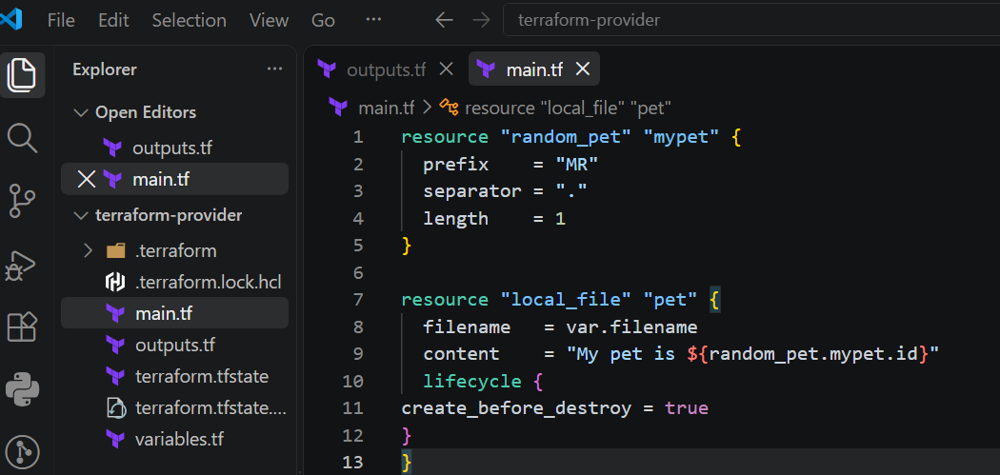 File Edit Selection View Go ··· ← → terraform-provider
Explorer ···
Open Editors
outputs.tf
main.tf
terraform-provider
.terraform
.terraform.lock.hcl
main.tf
outputs.tf
terraform.tfstate
terraform.tfstate....
variables.tf
outputs.tf main.tf
main.tf > resource "local_file" "pet"
1 resource "random_pet" "mypet" {
2 prefix = "MR"
3 separator = "."
4 length = 1
5 }
6
7 resource "local_file" "pet" {
8 filename = var.filename
9 content = "My pet is ${random_pet.mypet.id}"
10 lifecycle {
11 create_before_destroy = true
12 }
13 }